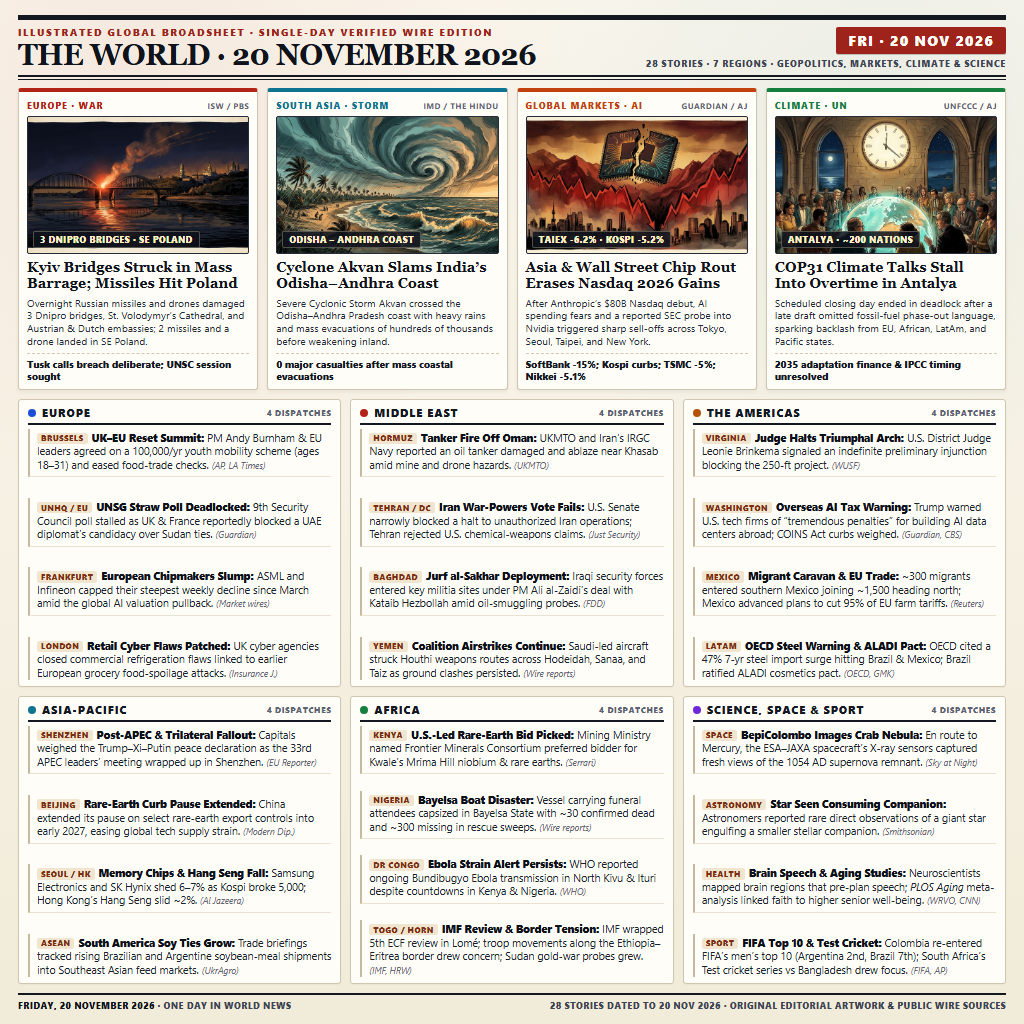 ILLUSTRATED GLOBAL BROADSHEET · SINGLE-DAY VERIFIED WIRE EDITION
THE WORLD · 20 NOVEMBER 2026
FRI · 20 NOV 2026
28 STORIES · 7 REGIONS · GEOPOLITICS, MARKETS, CLIMATE & SCIENCE
EUROPE · WAR
ISW / PBS
3 DNIPRO BRIDGES · SE POLAND
Kyiv Bridges Struck in Mass
Barrage; Missiles Hit Poland
Overnight Russian missiles and drones damaged
3 Dnipro bridges, St. Volodymyr's Cathedral, and
Austrian & Dutch embassies; 2 missiles and a
drone landed in SE Poland.
Tusk calls breach deliberate; UNSC session
sought
SOUTH ASIA · STORM
IMD / THE HINDU
ODISHA – ANDHRA COAST
Cyclone Akvan Slams India's
Odisha–Andhra Coast
Severe Cyclonic Storm Akvan crossed the
Odisha–Andhra Pradesh coast with heavy rains
and mass evacuations of hundreds of thousands
before weakening inland.
0 major casualties after mass coastal
evacuations
GLOBAL MARKETS · AI
GUARDIAN / AJ
TAIEX -6.2% · KOSPI -5.2%
Asia & Wall Street Chip Rout
Erases Nasdaq 2026 Gains
After Anthropic's $80B Nasdaq debut, AI
spending fears and a reported SEC probe into
Nvidia triggered sharp sell-offs across Tokyo,
Seoul, Taipei, and New York.
SoftBank -15%; Kospi curbs; TSMC -5%;
Nikkei -5.1%
CLIMATE · UN
UNFCCC / AJ
ANTALYA · ~200 NATIONS
COP31 Climate Talks Stall
Into Overtime in Antalya
Scheduled closing day ended in deadlock after a
late draft omitted fossil-fuel phase-out language,
sparking backlash from EU, African, LatAm, and
Pacific states.
2035 adaptation finance & IPCC timing
unresolved
EUROPE
4 DISPATCHES
BRUSSELS UK–EU Reset Summit: PM Andy Burnham & EU
leaders agreed on a 100,000/yr youth mobility scheme (ages
18–31) and eased food-trade checks. (AP, LA Times)
UNHQ / EU UNSG Straw Poll Deadlocked: 9th Security
Council poll stalled as UK & France reportedly blocked a UAE
diplomat's candidacy over Sudan ties. (Guardian)
FRANKFURT European Chipmakers Slump: ASML and
Infineon capped their steepest weekly decline since March
amid the global AI valuation pullback. (Market wires)
LONDON Retail Cyber Flaws Patched: UK cyber agencies
closed commercial refrigeration flaws linked to earlier
European grocery food-spoilage attacks. (Insurance J.)
MIDDLE EAST
4 DISPATCHES
HORMUZ Tanker Fire Off Oman: UKMTO and Iran's IRGC
Navy reported an oil tanker damaged and ablaze near Khasab
amid mine and drone hazards. (UKMTO)
TEHRAN / DC Iran War-Powers Vote Fails: U.S. Senate
narrowly blocked a halt to unauthorized Iran operations;
Tehran rejected U.S. chemical-weapons claims. (Just Security)
BAGHDAD Jurf al-Sakhar Deployment: Iraqi security forces
entered key militia sites under PM Ali al-Zaidi's deal with
Kataib Hezbollah amid oil-smuggling probes. (FDD)
YEMEN Coalition Airstrikes Continue: Saudi-led aircraft
struck Houthi weapons routes across Hodeidah, Sanaa, and
Taiz as ground clashes persisted. (Wire reports)
THE AMERICAS
4 DISPATCHES
VIRGINIA Judge Halts Triumphal Arch: U.S. District Judge
Leonie Brinkema signaled an indefinite preliminary injunction
blocking the 250-ft project. (WUSF)
WASHINGTON Overseas AI Tax Warning: Trump warned
U.S. tech firms of "tremendous penalties" for building AI data
centers abroad; COINS Act curbs weighed. (Guardian, CBS)
MEXICO Migrant Caravan & EU Trade: ~300 migrants
entered southern Mexico joining ~1,500 heading north;
Mexico advanced plans to cut 95% of EU farm tariffs. (Reuters)
LATAM OECD Steel Warning & ALADI Pact: OECD cited a
47% 7-yr steel import surge hitting Brazil & Mexico; Brazil
ratified ALADI cosmetics pact. (OECD, GMK)
ASIA-PACIFIC
4 DISPATCHES
SHENZHEN Post-APEC & Trilateral Fallout: Capitals
weighed the Trump–Xi–Putin peace declaration as the 33rd
APEC leaders' meeting wrapped up in Shenzhen. (EU Reporter)
BEIJING Rare-Earth Curb Pause Extended: China
extended its pause on select rare-earth export controls into
early 2027, easing global tech supply strain. (Modern Dip.)
SEOUL / HK Memory Chips & Hang Seng Fall: Samsung
Electronics and SK Hynix shed 6–7% as Kospi broke 5,000;
Hong Kong's Hang Seng slid ~2%. (Al Jazeera)
ASEAN South America Soy Ties Grow: Trade briefings
tracked rising Brazilian and Argentine soybean-meal shipments
into Southeast Asian feed markets. (UkrAgro)
AFRICA
4 DISPATCHES
KENYA U.S.-Led Rare-Earth Bid Picked: Mining Ministry
named Frontier Minerals Consortium preferred bidder for
Kwale's Mrima Hill niobium & rare earths. (Serrari)
NIGERIA Bayelsa Boat Disaster: Vessel carrying funeral
attendees capsized in Bayelsa State with ~30 confirmed dead
and ~300 missing in rescue sweeps. (Wire reports)
DR CONGO Ebola Strain Alert Persists: WHO reported
ongoing Bundibugyo Ebola transmission in North Kivu & Ituri
despite countdowns in Kenya & Nigeria. (WHO)
TOGO / HORN IMF Review & Border Tension: IMF wrapped
5th ECF review in Lomé; troop movements along the Ethiopia–
Eritrea border drew concern; Sudan gold-war probes grew.
(IMF, HRW)
SCIENCE, SPACE & SPORT
4 DISPATCHES
SPACE BepiColombo Images Crab Nebula: En route to
Mercury, the ESA–JAXA spacecraft's X-ray sensors captured
fresh views of the 1054 AD supernova remnant. (Sky at Night)
ASTRONOMY Star Seen Consuming Companion:
Astronomers reported rare direct observations of a giant star
engulfing a smaller stellar companion. (Smithsonian)
HEALTH Brain Speech & Aging Studies: Neuroscientists
mapped brain regions that pre-plan speech; PLOS Aging meta-
analysis linked faith to higher senior well-being. (WRVO, CNN)
SPORT FIFA Top 10 & Test Cricket: Colombia re-entered
FIFA's men's top 10 (Argentina 2nd, Brazil 7th); South Africa's
Test cricket series vs Bangladesh drew focus. (FIFA, AP)
FRIDAY, 20 NOVEMBER 2026 · ONE DAY IN WORLD NEWS
28 STORIES DATED TO 20 NOV 2026 · ORIGINAL EDITORIAL ARTWORK & PUBLIC WIRE SOURCES